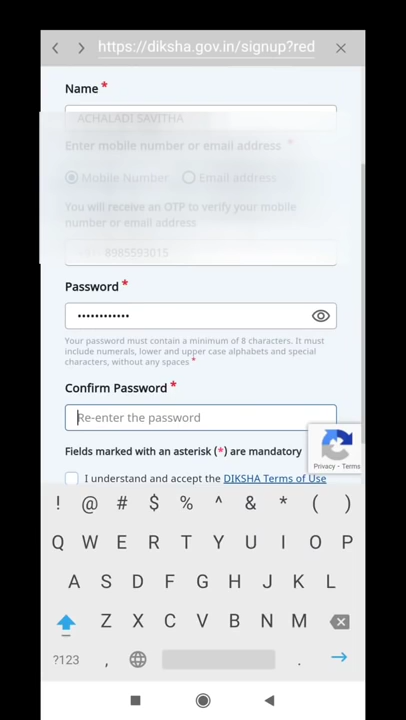 https://diksha.gov.in/signup?red
Name *
ACHALADI SAVITHA
Enter mobile number or email address *
Mobile Number Email address
You will receive an OTP to verify your mobile
number or email address
8985593015
Password *
••••••••••••
Your password must contain a minimum of 8 characters. It must
include numerals, lower and upper case alphabets and special
characters, without any spaces *
Confirm Password *
Re-enter the password
Fields marked with an asterisk (*) are mandatory
Privacy - Terms
I understand and accept the DIKSHA Terms of Use
! @ # $ % ^ & * ( )
Q W E R T Y U I O P
A S D F G H J K L
Z X C V B N M
?123 , .